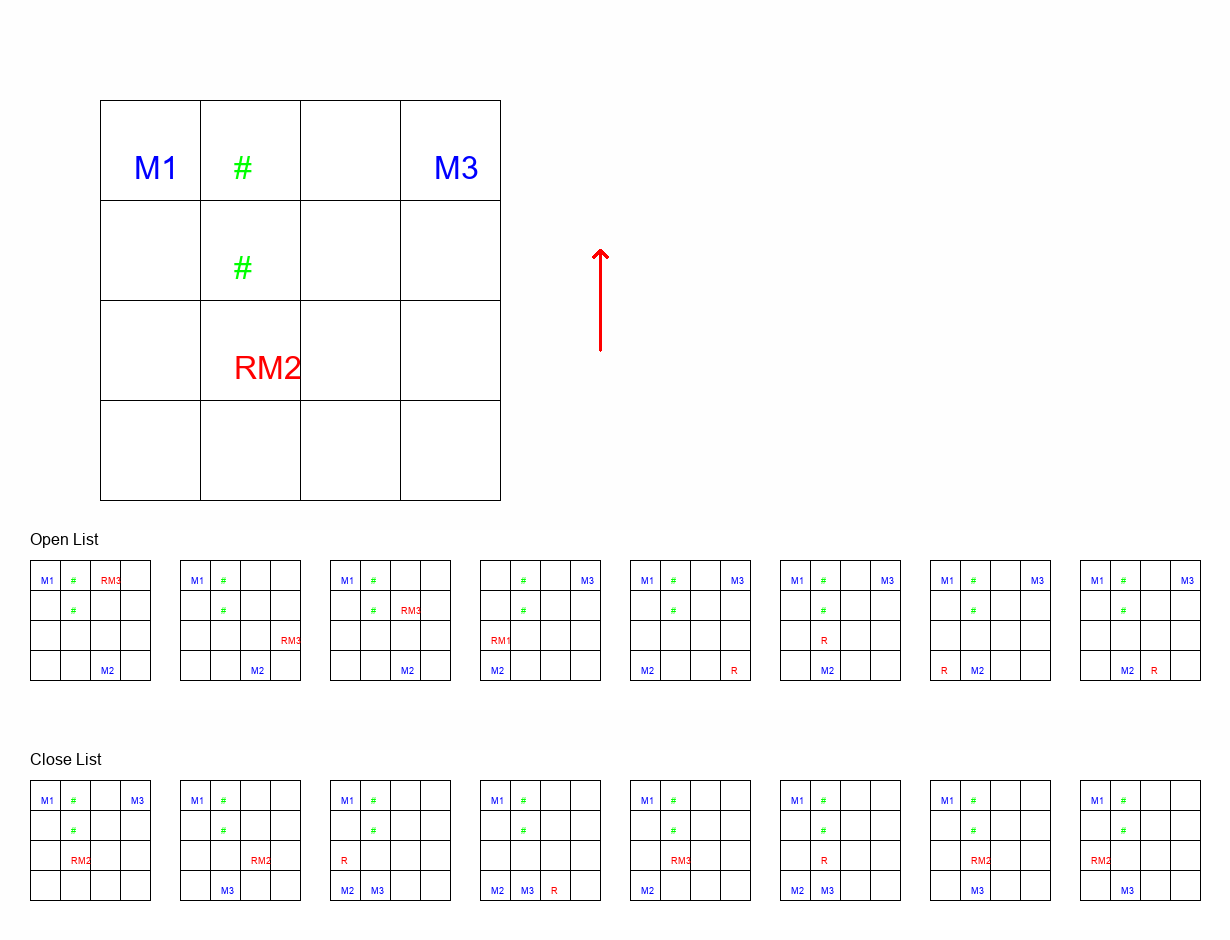 M1 # M3
#
RM2
Open List
M1 # RM3 M1 # M1 # # M3 M1 # M3 M1 # M3 M1 # M3 M1 # M3
# # # RM3 # # # # #
RM3 RM1 R
M2 M2 M2 M2 M2 R M2 R M2 M2 R
Close List
M1 # M3 M1 # M1 # M1 # M1 # M1 # M1 # M1 #
# # # # # # # #
RM2 RM2 R RM3 R RM2 RM2
M3 M2 M3 M2 M3 R M2 M2 M3 M3 M3